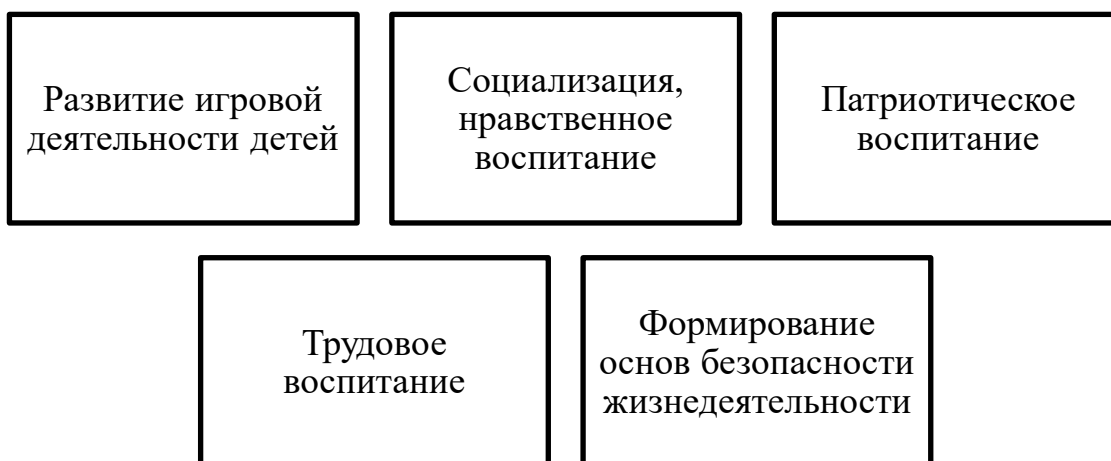 Развитие игровой
деятельности детей
Социализация,
нравственное
воспитание
Патриотическое
воспитание
Трудовое
воспитание
Формирование
основ безопасности
жизнедеятельности